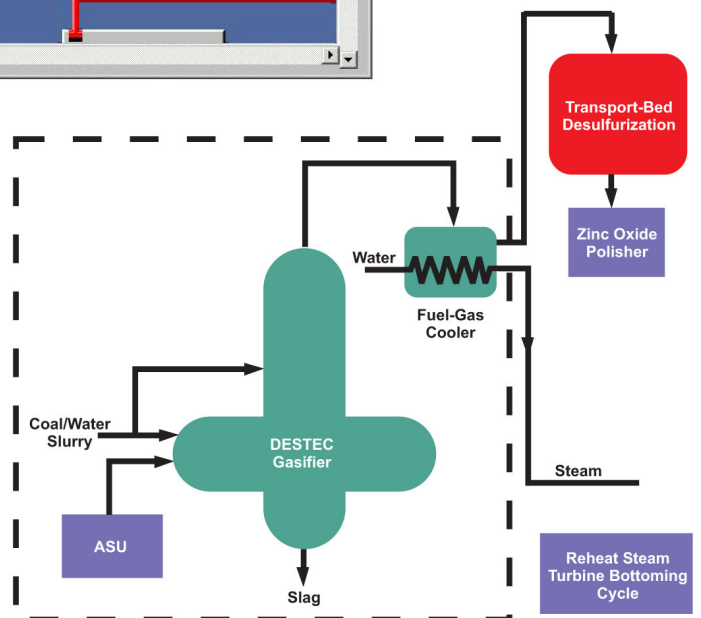 Transport-Bed
Desulfurization
Zinc Oxide
Polisher
Water
Fuel-Gas
Cooler
Coal/Water
Slurry
DESTEC
Gasifier
Steam
ASU
Reheat Steam
Turbine Bottoming
Cycle
Slag